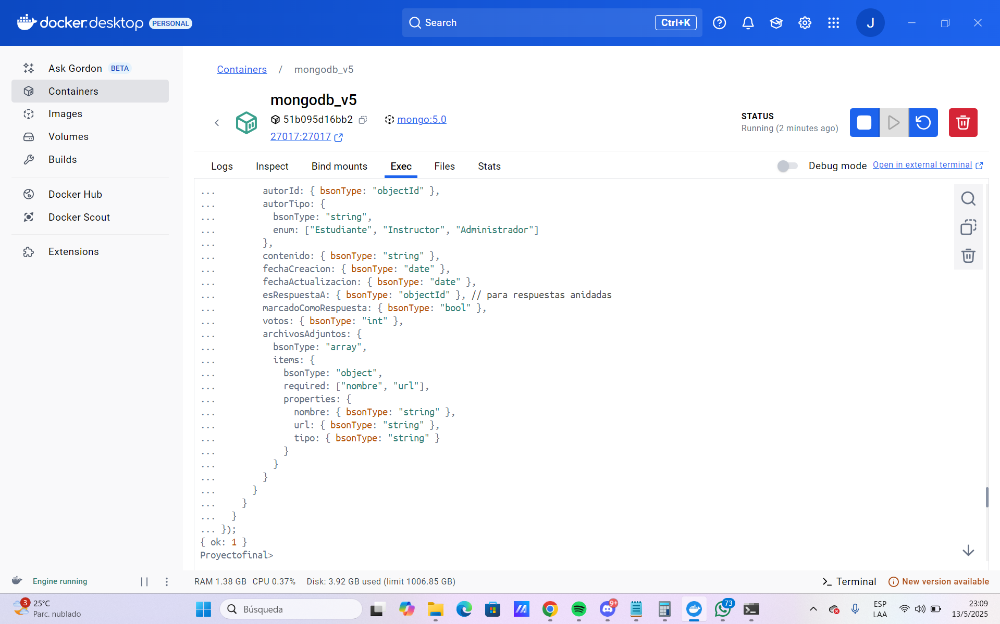 docker desktop PERSONAL
Search
Ctrl+K
J
Ask Gordon BETA
Containers
Images
Volumes
Builds
Docker Hub
Docker Scout
Extensions
Containers / mongodb_v5
mongodb_v5
51b095d16bb2
mongo:5.0
27017:27017
STATUS
Running (2 minutes ago)
Logs
Inspect
Bind mounts
Exec
Files
Stats
Debug mode
Open in external terminal
...         autorId: { bsonType: "objectId" },
...         autorTipo: {
...           bsonType: "string",
...           enum: ["Estudiante", "Instructor", "Administrador"]
...         },
...         contenido: { bsonType: "string" },
...         fechaCreacion: { bsonType: "date" },
...         fechaActualizacion: { bsonType: "date" },
...         esRespuestaA: { bsonType: "objectId" }, // para respuestas anidadas
...         marcadoComoRespuesta: { bsonType: "bool" },
...         votos: { bsonType: "int" },
...         archivosAdjuntos: {
...           bsonType: "array",
...           items: {
...             bsonType: "object",
...             required: ["nombre", "url"],
...             properties: {
...               nombre: { bsonType: "string" },
...               url: { bsonType: "string" },
...               tipo: { bsonType: "string" }
...             }
...           }
...         }
...       }
...     }
...   }
... });
{ ok: 1 }
Proyectofinal>
Engine running
RAM 1.38 GB CPU 0.37% Disk: 3.92 GB used (limit 1006.85 GB)
Terminal
New version available
3
25°C
Parc. nublado
Búsqueda
9+
73
ESP
LAA
23:09
13/5/2025